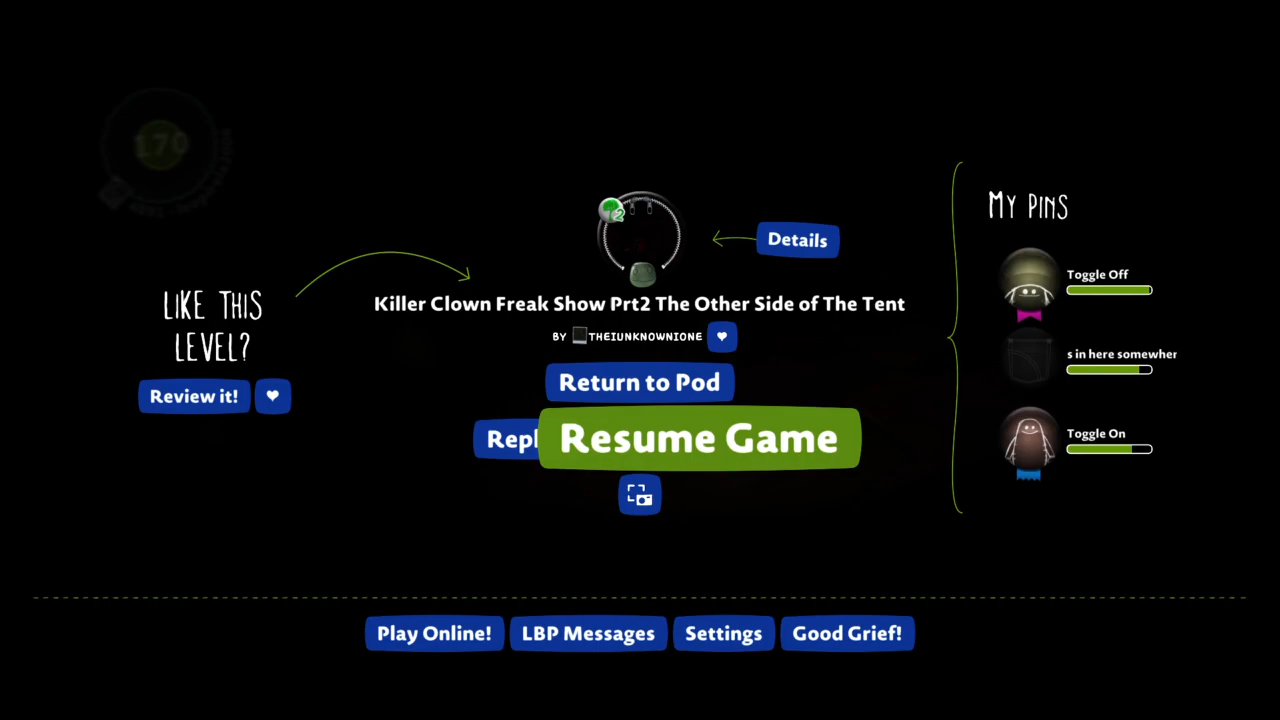 170
2
Details
Killer Clown Freak Show Prt2 The Other Side of The Tent
BY THEIUNKNOWNIONE
LIKE THIS
LEVEL?
Review it!
Return to Pod
Repl
Resume Game
MY PINS
Toggle Off
s in here somewher
Toggle On
Play Online!
LBP Messages
Settings
Good Grief!